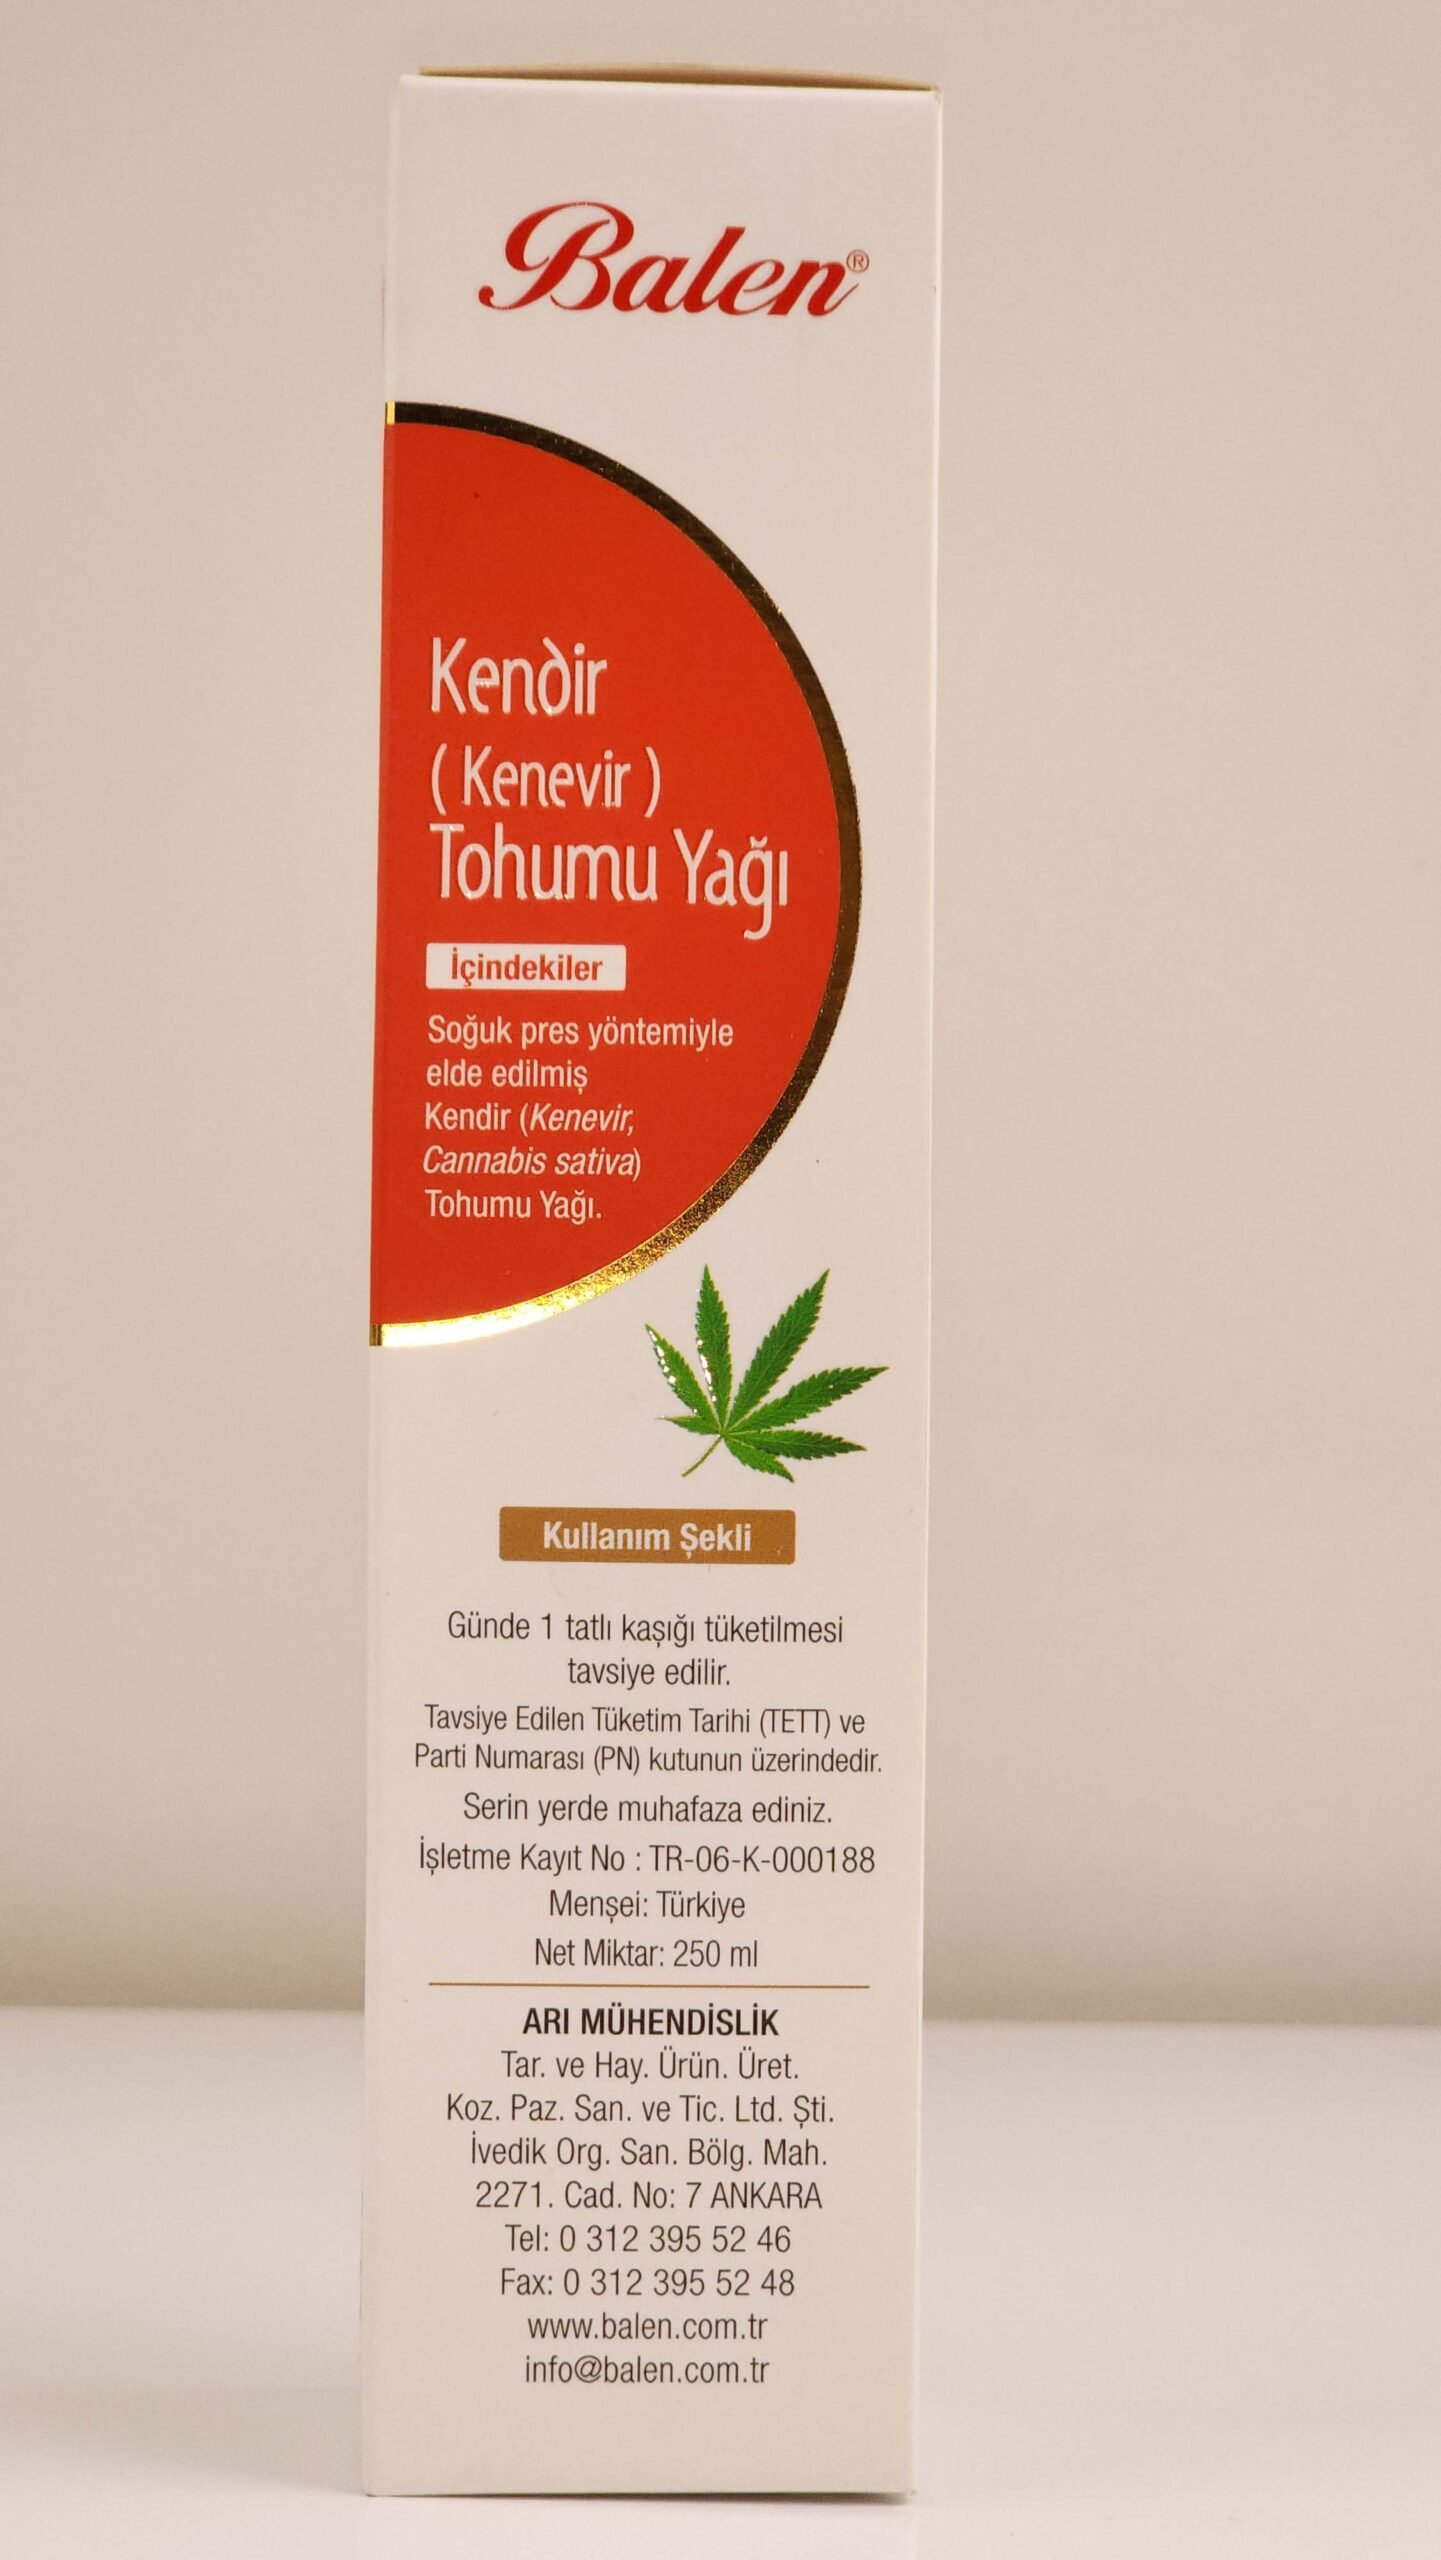 Balen®
Kendir
( Kenevir )
Tohumu Yağı
İçindekiler
Soğuk pres yöntemiyle
elde edilmiş
Kendir (Kenevir,
Cannabis sativa)
Tohumu Yağı.
Kullanım Şekli
Günde 1 tatlı kaşığı tüketilmesi
tavsiye edilir.
Tavsiye Edilen Tüketim Tarihi (TETT) ve
Parti Numarası (PN) kutunun üzerindedir.
Serin yerde muhafaza ediniz.
İşletme Kayıt No : TR-06-K-000188
Menşei: Türkiye
Net Miktar: 250 ml
ARI MÜHENDİSLİK
Tar. ve Hay. Ürün. Üret.
Koz. Paz. San. ve Tic. Ltd. Şti.
İvedik Org. San. Bölg. Mah.
2271. Cad. No: 7 ANKARA
Tel: 0 312 395 52 46
Fax: 0 312 395 52 48
www.balen.com.tr
info@balen.com.tr